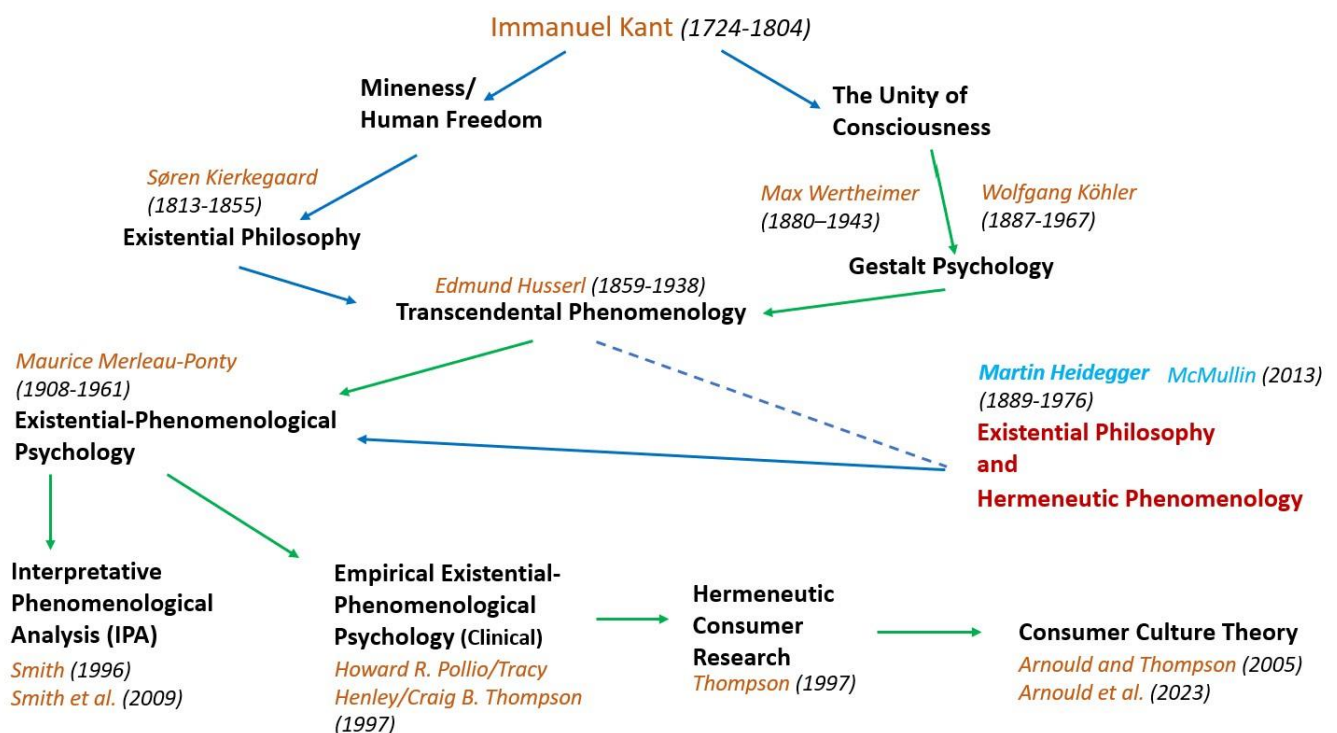 Immanuel Kant (1724-1804)
Mineness/
Human Freedom
The Unity of
Consciousness
Søren Kierkegaard
(1813-1855)
Existential Philosophy
Max Wertheimer
(1880–1943)
Wolfgang Köhler
(1887-1967)
Gestalt Psychology
Edmund Husserl (1859-1938)
Transcendental Phenomenology
Maurice Merleau-Ponty
(1908-1961)
Existential-Phenomenological
Psychology
Martin Heidegger McMullin (2013)
(1889-1976)
Existential Philosophy
and
Hermeneutic Phenomenology
Interpretative
Phenomenological
Analysis (IPA)
Smith (1996)
Smith et al. (2009)
Empirical Existential-
Phenomenological
Psychology (Clinical)
Howard R. Pollio/Tracy
Henley/Craig B. Thompson
(1997)
Hermeneutic
Consumer
Research
Thompson (1997)
Consumer Culture Theory
Arnould and Thompson (2005)
Arnould et al. (2023)